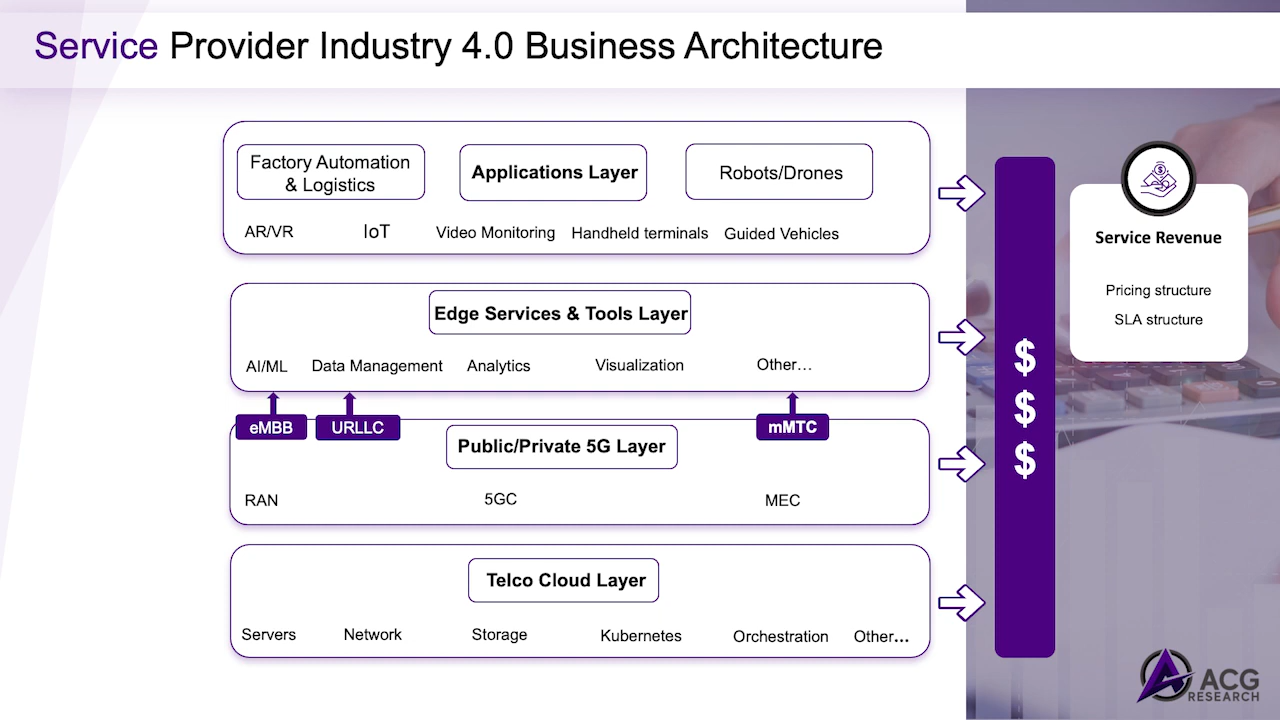 Service Provider Industry 4.0 Business Architecture
Factory Automation
& Logistics
Applications Layer
Robots/Drones
AR/VR
IoT
Video Monitoring
Handheld terminals
Guided Vehicles
Edge Services & Tools Layer
AI/ML
Data Management
Analytics
Visualization
Other...
eMBB
URLLC
mMTC
Public/Private 5G Layer
RAN
5GC
MEC
Telco Cloud Layer
Servers
Network
Storage
Kubernetes
Orchestration
Other...
$
$
$
$
Service Revenue
Pricing structure
SLA structure
ACG
RESEARCH